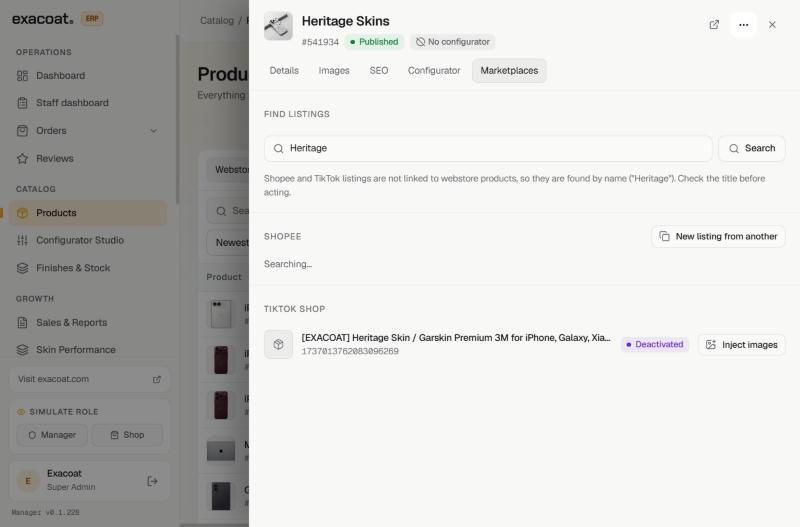 exacoat. ERP
OPERATIONS
Dashboard
Staff dashboard
Orders
Reviews
CATALOG
Products
Configurator Studio
Finishes & Stock
GROWTH
Sales & Reports
Skin Performance
Visit exacoat.com
SIMULATE ROLE
Manager
Shop
E
Exacoat
Super Admin
Manager v0.1.220
Catalog /
Everything
Newest
Product
Heritage Skins
#541934
Published
No configurator
Details
Images
SEO
Configurator
Marketplaces
FIND LISTINGS
Heritage
Search
Shopee and TikTok listings are not linked to webstore products, so they are found by name ("Heritage"). Check the title before
acting.
SHOPEE
New listing from another
Searching...
TIKTOK SHOP
[EXACOAT] Heritage Skin / Garskin Premium 3M for iPhone, Galaxy, Xia...
1737013762083096269
Deactivated
Inject images